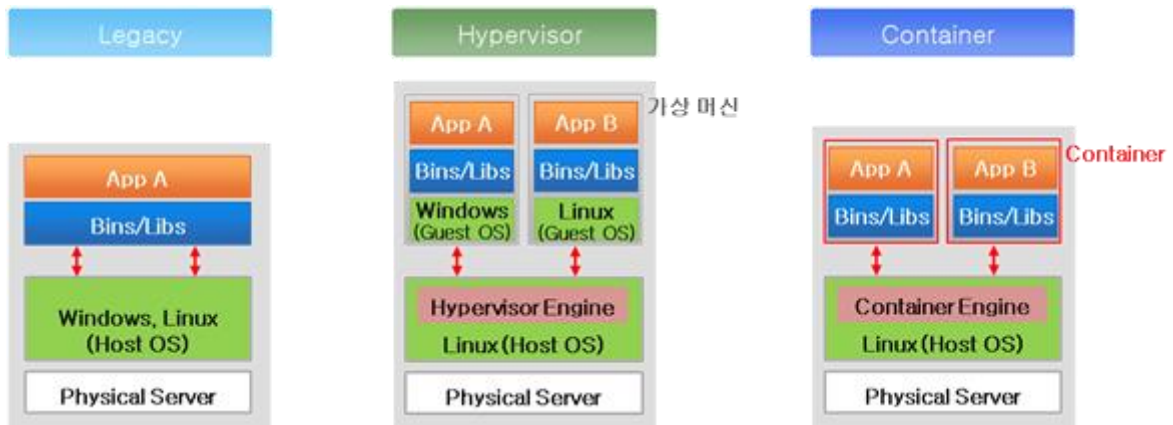 Legacy
App A
Bins/Libs
Windows, Linux
(Host OS)
Physical Server
Hypervisor
가상 머신
App A
App B
Bins/Libs
Bins/Libs
Windows
(Guest OS)
Linux
(Guest OS)
Hypervisor Engine
Linux(Host OS)
Physical Server
Container
Container
App A
App B
Bins/Libs
Bins/Libs
Container Engine
Linux(Host OS)
Physical Server